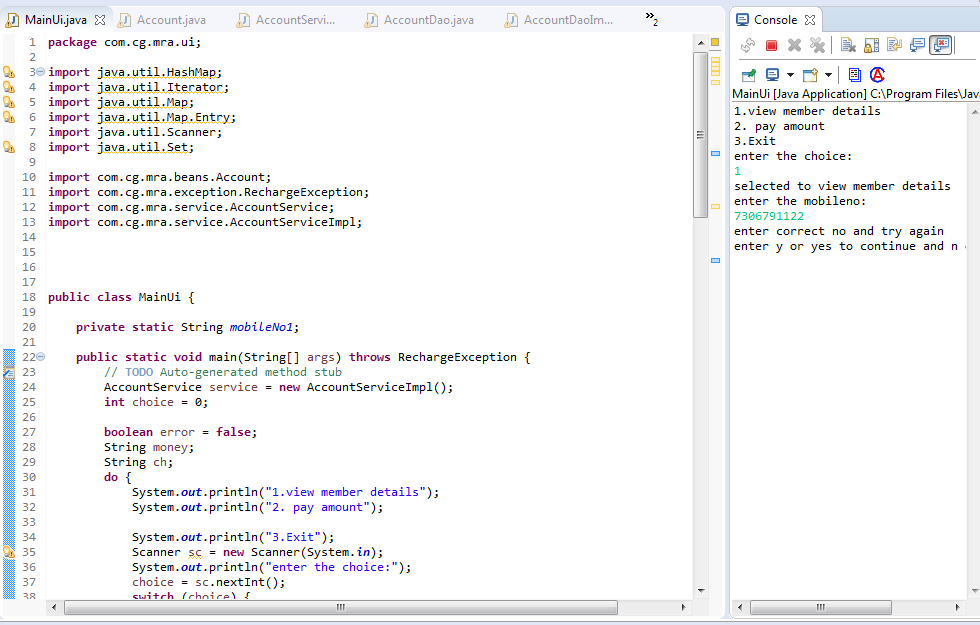 MainUi.java Account.java AccountServi... AccountDao.java AccountDaoIm... »2
1 package com.cg.mra.ui;
2
3 import java.util.HashMap;
4 import java.util.Iterator;
5 import java.util.Map;
6 import java.util.Map.Entry;
7 import java.util.Scanner;
8 import java.util.Set;
9
10 import com.cg.mra.beans.Account;
11 import com.cg.mra.exception.RechargeException;
12 import com.cg.mra.service.AccountService;
13 import com.cg.mra.service.AccountServiceImpl;
14
15
16
17
18 public class MainUi {
19
20 private static String mobileNo1;
21
22 public static void main(String[] args) throws RechargeException {
23 // TODO Auto-generated method stub
24 AccountService service = new AccountServiceImpl();
25 int choice = 0;
26
27 boolean error = false;
28 String money;
29 String ch;
30 do {
31 System.out.println("1.view member details");
32 System.out.println("2. pay amount");
33
34 System.out.println("3.Exit");
35 Scanner sc = new Scanner(System.in);
36 System.out.println("enter the choice:");
37 choice = sc.nextInt();
38 switch (choice) {
Console
MainUi [Java Application] C:\Program Files\Jav
1.view member details
2. pay amount
3.Exit
enter the choice:
1
selected to view member details
enter the mobileno:
7306791122
enter correct no and try again
enter y or yes to continue and n